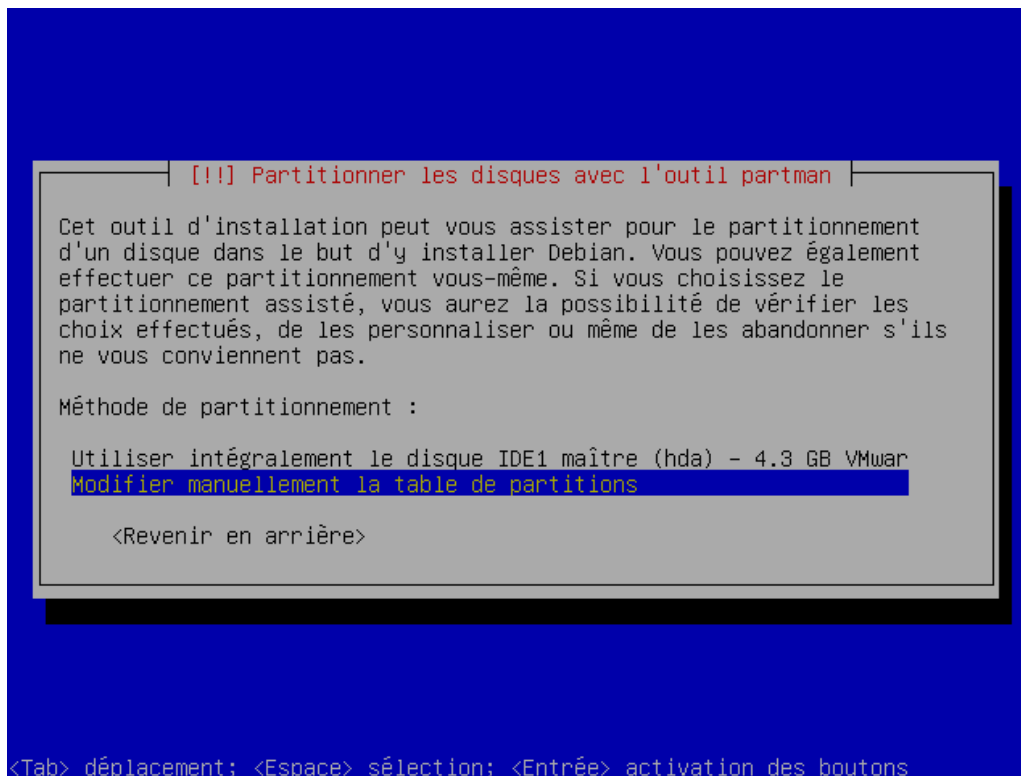 [!!] Partitionner les disques avec l'outil partman
Cet outil d'installation peut vous assister pour le partitionnement
d'un disque dans le but d'y installer Debian. Vous pouvez également
effectuer ce partitionnement vous-même. Si vous choisissez le
partitionnement assisté, vous aurez la possibilité de vérifier les
choix effectués, de les personnaliser ou même de les abandonner s'ils
ne vous conviennent pas.
Méthode de partitionnement :
Utiliser intégralement le disque IDE1 maître (hda) - 4.3 GB VMwar
Modifier manuellement la table de partitions
<Revenir en arrière>
<Tab> déplacement; <Espace> sélection; <Entrée> activation des boutons